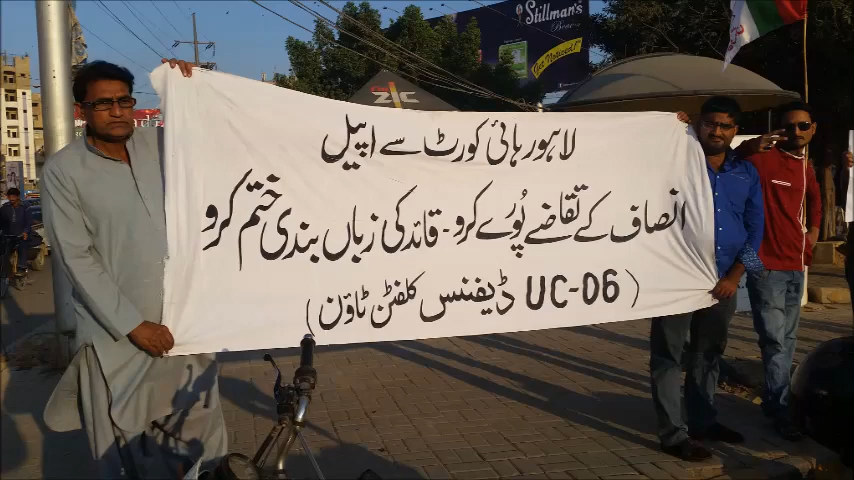 Stillman's
Get Noticed!
لاہور ہائی کورٹ سے اپیل
انصاف کے تقاضے پُورے کرو - قائد کی زباں بندی ختم کرو
(UC-06 ڈیفنس کلفٹن ٹاؤن)